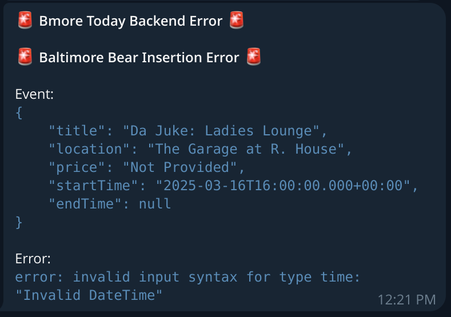 🚨 Bmore Today Backend Error 🚨
🚨 Baltimore Bear Insertion Error 🚨
Event:
{
    "title": "Da Juke: Ladies Lounge",
    "location": "The Garage at R. House",
    "price": "Not Provided",
    "startTime": "2025-03-16T16:00:00.000+00:00",
    "endTime": null
}
Error:
error: invalid input syntax for type time:
"Invalid DateTime"
12:21 PM